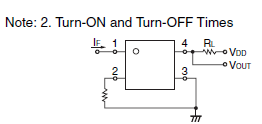 Note: 2. Turn-ON and Turn-OFF Times
IF 1 4 RL
VDD
VOUT
2 3